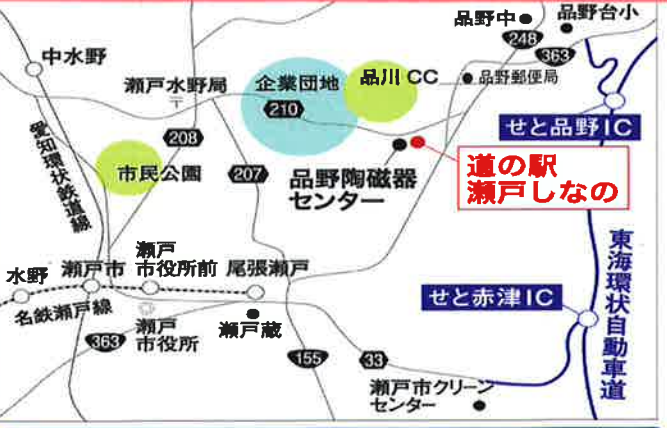 品野中
品野台小
248
363
中水野
瀬戸水野局
〒
企業団地
210
品川 CC
品野郵便局
せと品野IC
208
愛知環状鉄道線
市民公園
207
品野陶磁器
センター
道の駅
瀬戸しなの
水野
瀬戸市
瀬戸
市役所前
尾張瀬戸
東海環状自動車道
せと赤津IC
名鉄瀬戸線
瀬戸
市役所
瀬戸蔵
363
155
33
瀬戸市クリーン
センター